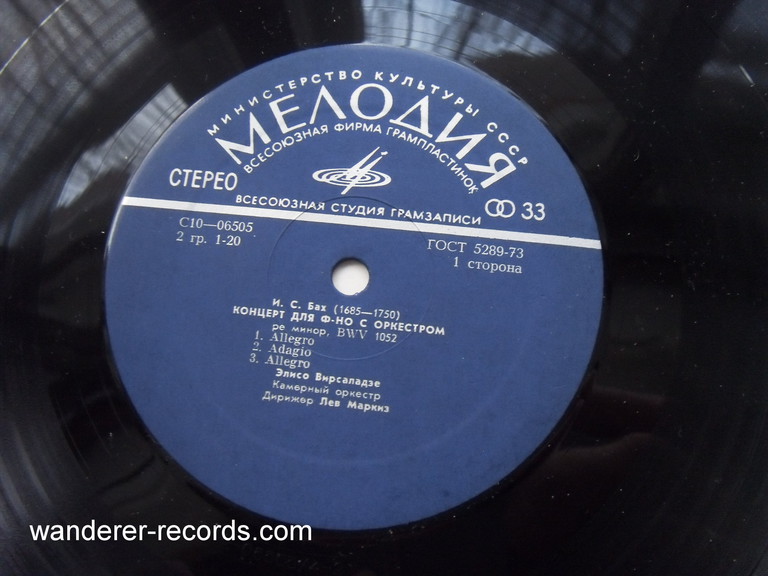 МИНИСТЕРСТВО КУЛЬТУРЫ СССР
МЕЛОДИЯ
ВСЕСОЮЗНАЯ ФИРМА ГРАМПЛАСТИНОК
СТЕРЕО
ВСЕСОЮЗНАЯ СТУДИЯ ГРАМЗАПИСИ
33
С10—06505
ГОСТ 5289-73
2 гр. 1-20
1 сторона
И. С. Бах (1685—1750)
КОНЦЕРТ ДЛЯ Ф-НО С ОРКЕСТРОМ
ре минор, BWV 1052
1. Allegro
2. Adagio
3. Allegro
Элисо Вирсаладзе
Камерный оркестр
Дирижер Лев Маркиз
wanderer-records.com